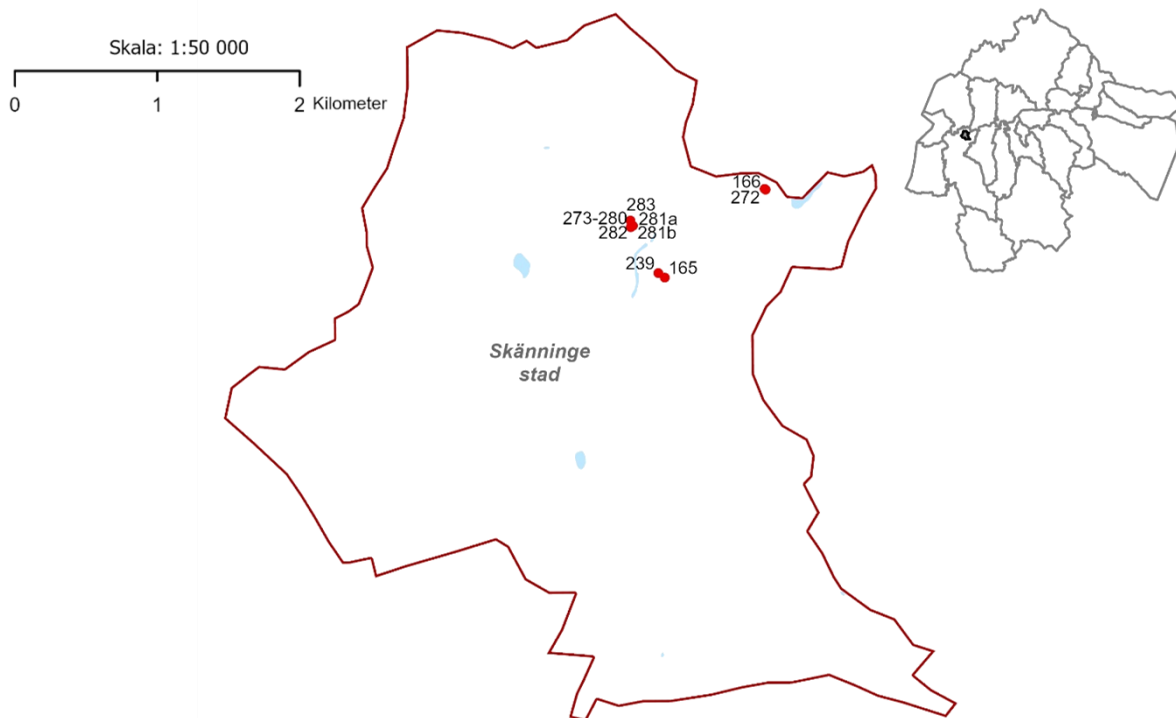 Skala: 1:50 000
0 1 2 Kilometer
166
272
283
273-280 281a
282 281b
239 165
Skänninge
stad